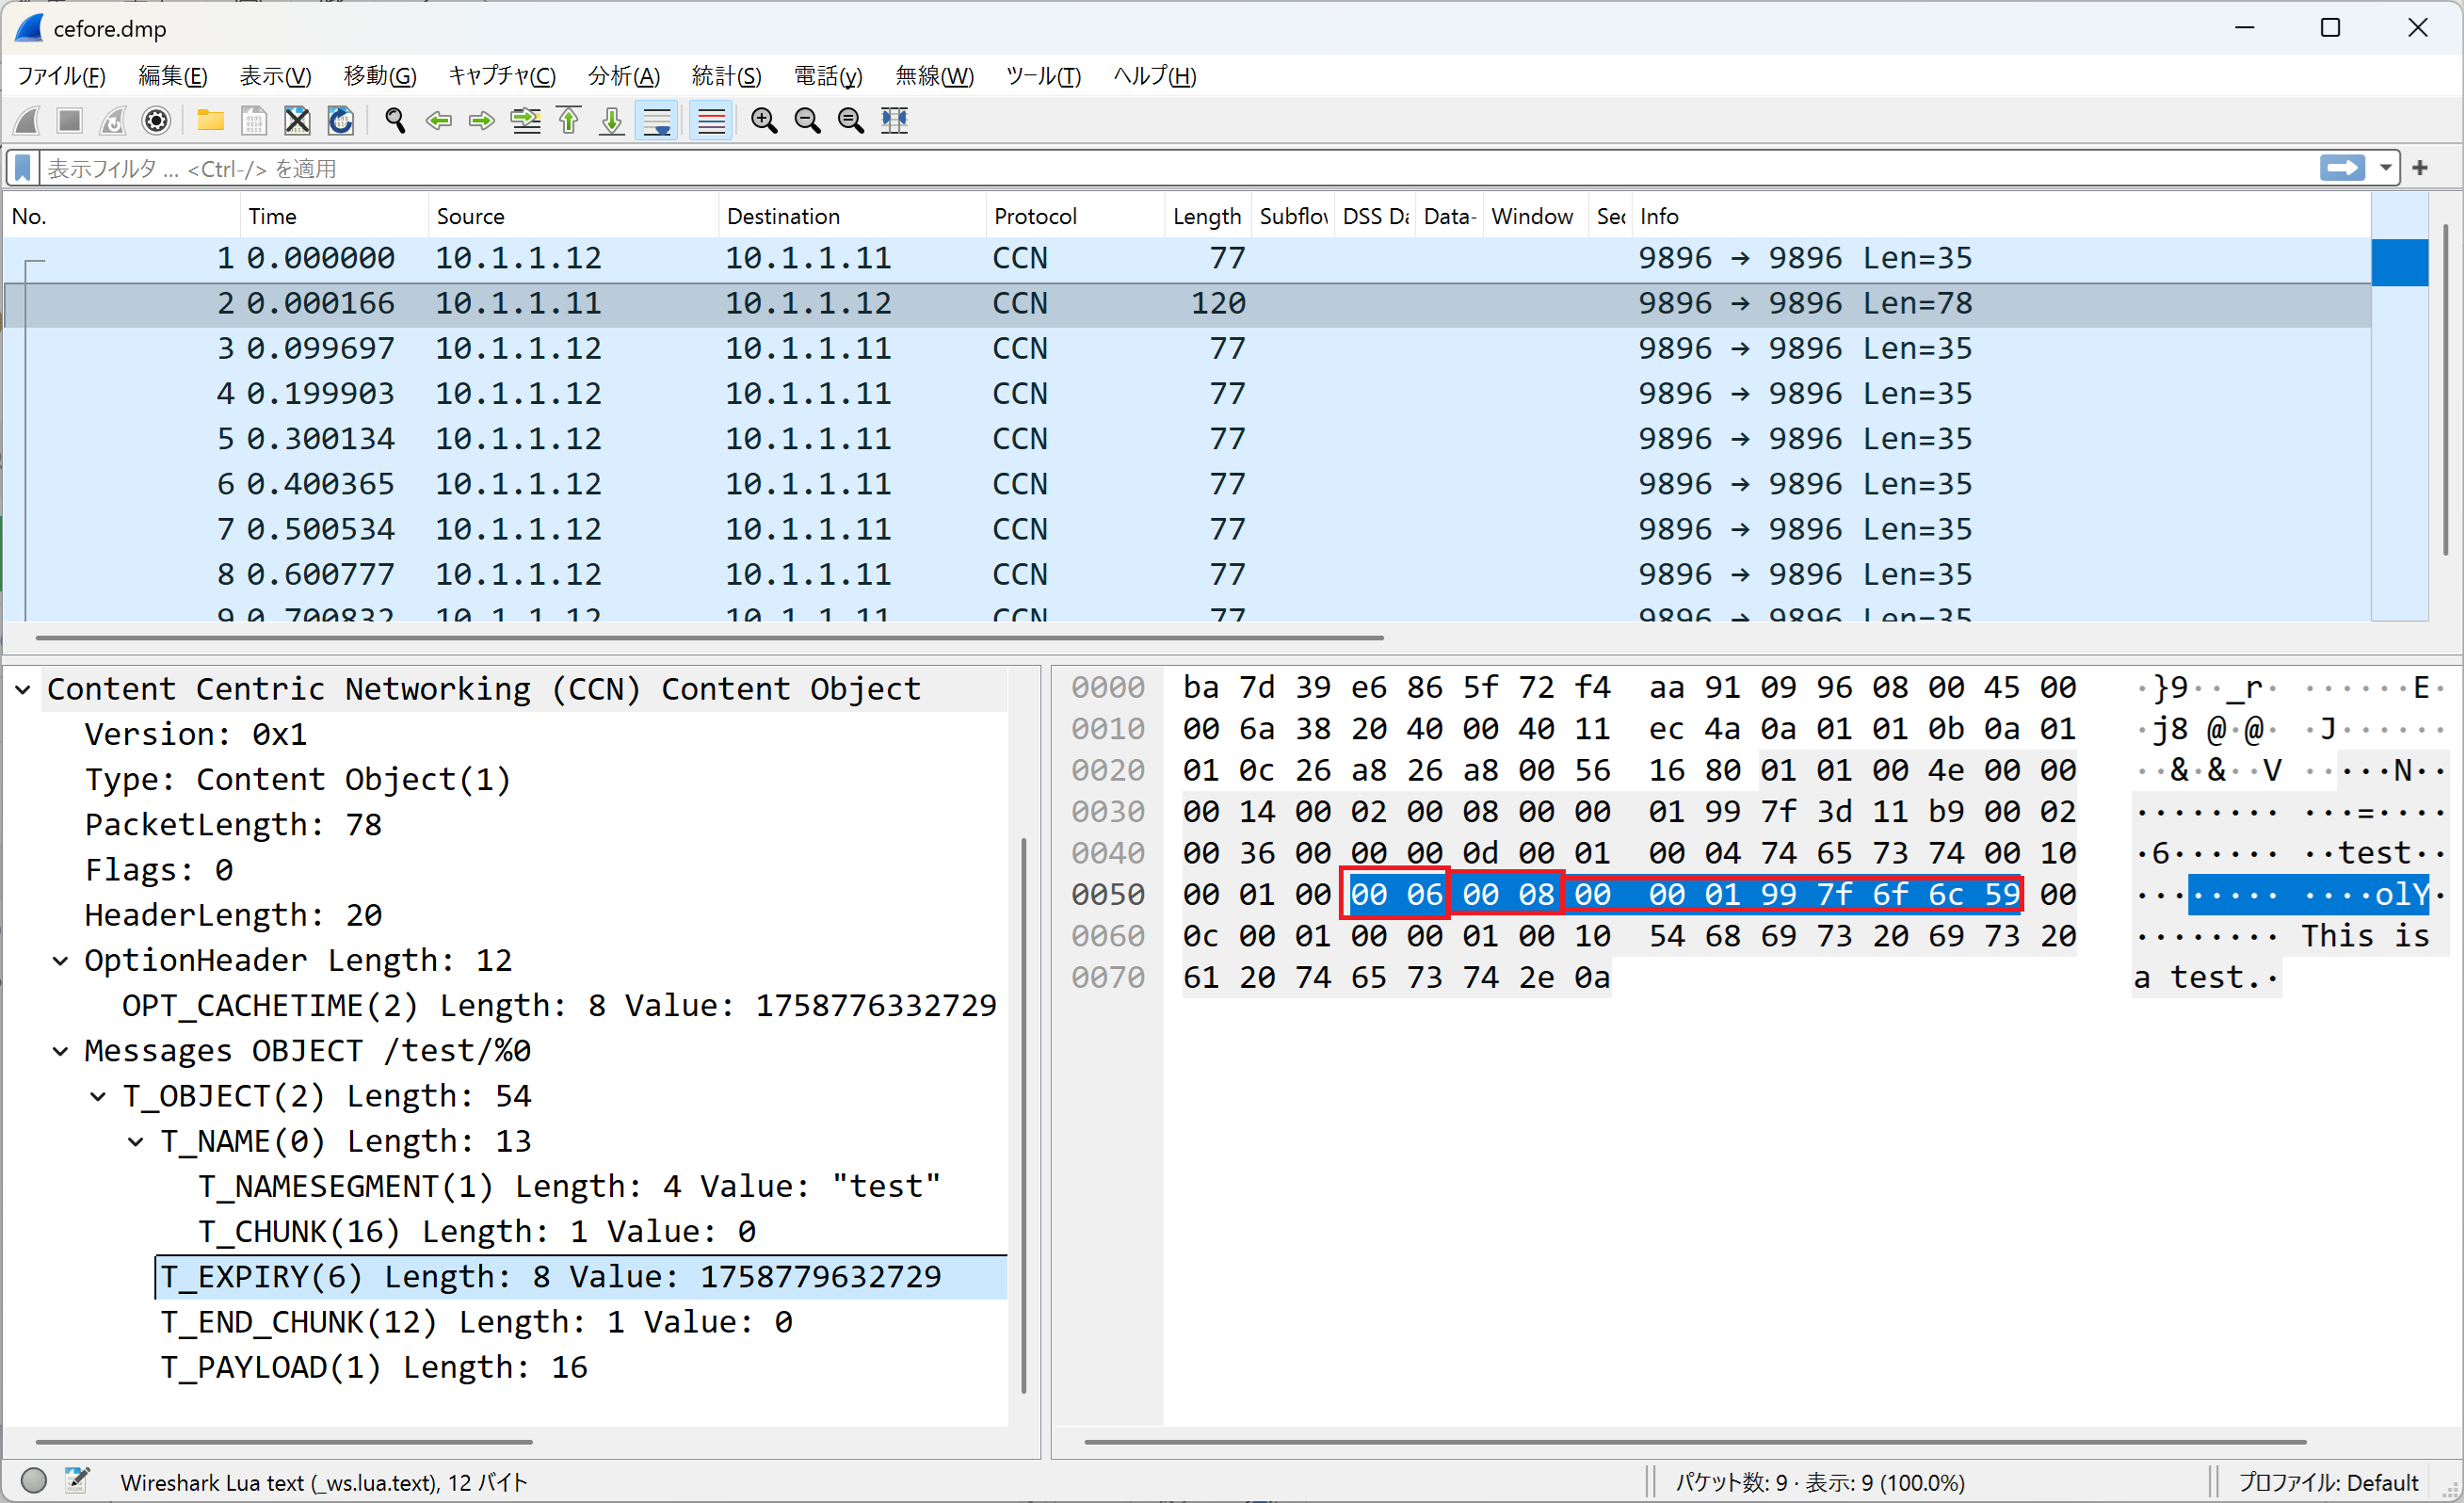 cefore.dmp
ファイル(F) 編集(E) 表示(V) 移動(G) キャプチャ(C) 分析(A) 統計(S) 電話(y) 無線(W) ツール(T) ヘルプ(H)
表示フィルタ ... <Ctrl-/> を適用
No. Time Source Destination Protocol Length Subflow DSS Da Data- Window Sec Info
1 0.000000 10.1.1.12 10.1.1.11 CCN 77 9896 → 9896 Len=35
2 0.000166 10.1.1.11 10.1.1.12 CCN 120 9896 → 9896 Len=78
3 0.099697 10.1.1.12 10.1.1.11 CCN 77 9896 → 9896 Len=35
4 0.199903 10.1.1.12 10.1.1.11 CCN 77 9896 → 9896 Len=35
5 0.300134 10.1.1.12 10.1.1.11 CCN 77 9896 → 9896 Len=35
6 0.400365 10.1.1.12 10.1.1.11 CCN 77 9896 → 9896 Len=35
7 0.500534 10.1.1.12 10.1.1.11 CCN 77 9896 → 9896 Len=35
8 0.600777 10.1.1.12 10.1.1.11 CCN 77 9896 → 9896 Len=35
9 0.700832 10.1.1.12 10.1.1.11 CCN 77 9896 → 9896 Len=35
Content Centric Networking (CCN) Content Object
Version: 0x1
Type: Content Object(1)
PacketLength: 78
Flags: 0
HeaderLength: 20
OptionHeader Length: 12
OPT_CACHETIME(2) Length: 8 Value: 1758776332729
Messages OBJECT /test/%0
T_OBJECT(2) Length: 54
T_NAME(0) Length: 13
T_NAMESEGMENT(1) Length: 4 Value: "test"
T_CHUNK(16) Length: 1 Value: 0
T_EXPIRY(6) Length: 8 Value: 1758779632729
T_END_CHUNK(12) Length: 1 Value: 0
T_PAYLOAD(1) Length: 16
0000 ba 7d 39 e6 86 5f 72 f4 aa 91 09 96 08 00 45 00 ·}9··_r· ······E·
0010 00 6a 38 20 40 00 40 11 ec 4a 0a 01 01 0b 0a 01 ·j8 @·@· ·J······
0020 01 0c 26 a8 26 a8 00 56 16 80 01 01 00 4e 00 00 ··&·&··V ·····N··
0030 00 14 00 02 00 08 00 00 01 99 7f 3d 11 b9 00 02 ········ ···=····
0040 00 36 00 00 00 0d 00 01 00 04 74 65 73 74 00 10 ·6······ ··test··
0050 00 01 00 00 06 00 08 00 00 01 99 7f 6f 6c 59 00 ········ ····olY·
0060 0c 00 01 00 00 01 00 10 54 68 69 73 20 69 73 20 ········ This is
0070 61 20 74 65 73 74 2e 0a a test.·
Wireshark Lua text (_ws.lua.text), 12 バイト パケット数: 9 · 表示: 9 (100.0%) プロファイル: Default